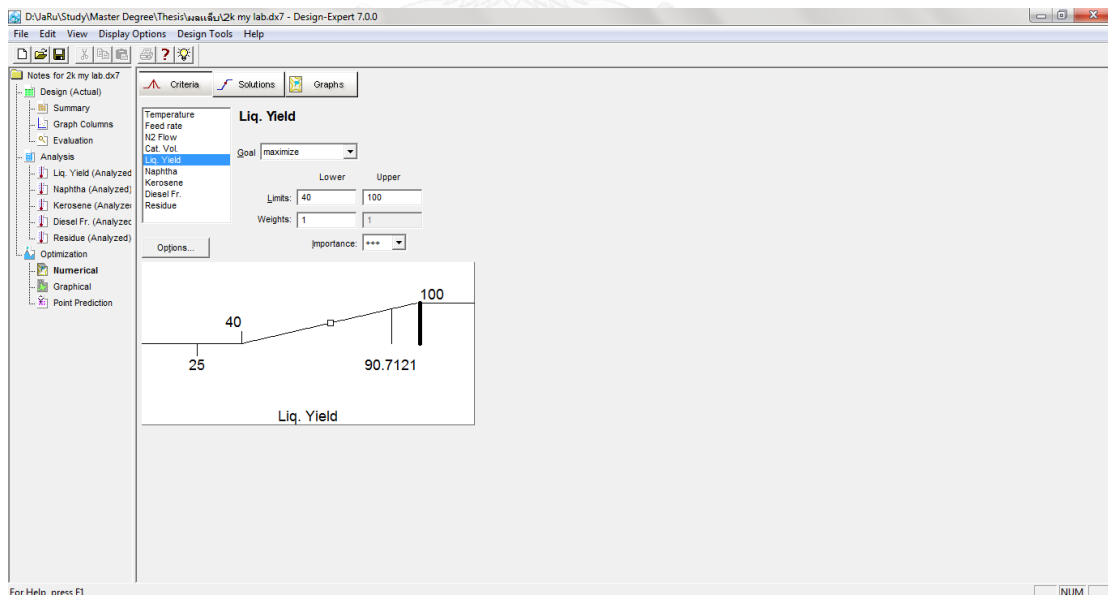 D:\JaRu\Study\Master Degree\Thesis\ผลแล็บ\2k my lab.dx7 - Design-Expert 7.0.0
File Edit View Display Options Design Tools Help
Notes for 2k my lab.dx7
Design (Actual)
Summary
Graph Columns
Evaluation
Analysis
Liq. Yield (Analyzed
Naphtha (Analyzed)
Kerosene (Analyze
Diesel Fr. (Analyzec
Residue (Analyzed)
Optimization
Numerical
Graphical
Point Prediction
Criteria Solutions Graphs
Temperature
Feed rate
N2 Flow
Cat. Vol.
Liq. Yield
Naphtha
Kerosene
Diesel Fr.
Residue
Options...
Liq. Yield
Goal maximize
Lower Upper
Limits: 40 100
Weights: 1 1
Importance: +++
40 100
25 90.7121
Liq. Yield
For Help, press F1 NUM